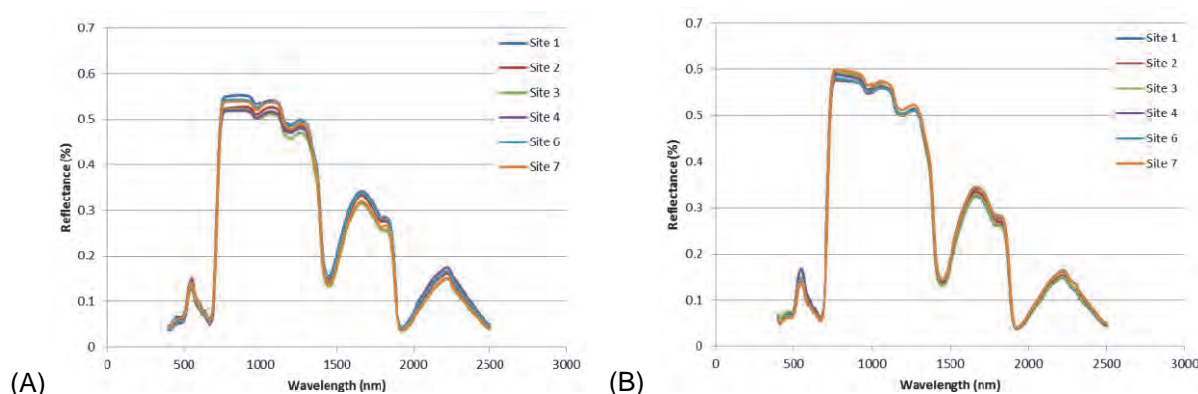 0.7
0.6
0.5
0.4
0.3
0.2
0.1
0
Reflectance (%)
0
500
1000
1500
2000
2500
3000
Wavelength (nm)
Site 1
Site 2
Site 3
Site 4
Site 6
Site 7
(A)
0.7
0.5
0.5
0.4
0.3
0.2
0.1
0
Reflectance (%)
0
500
1000
1500
2000
2500
3000
Wavelength (nm)
Site 1
Site 2
Site 3
Site 4
Site 6
Site 7
(B)